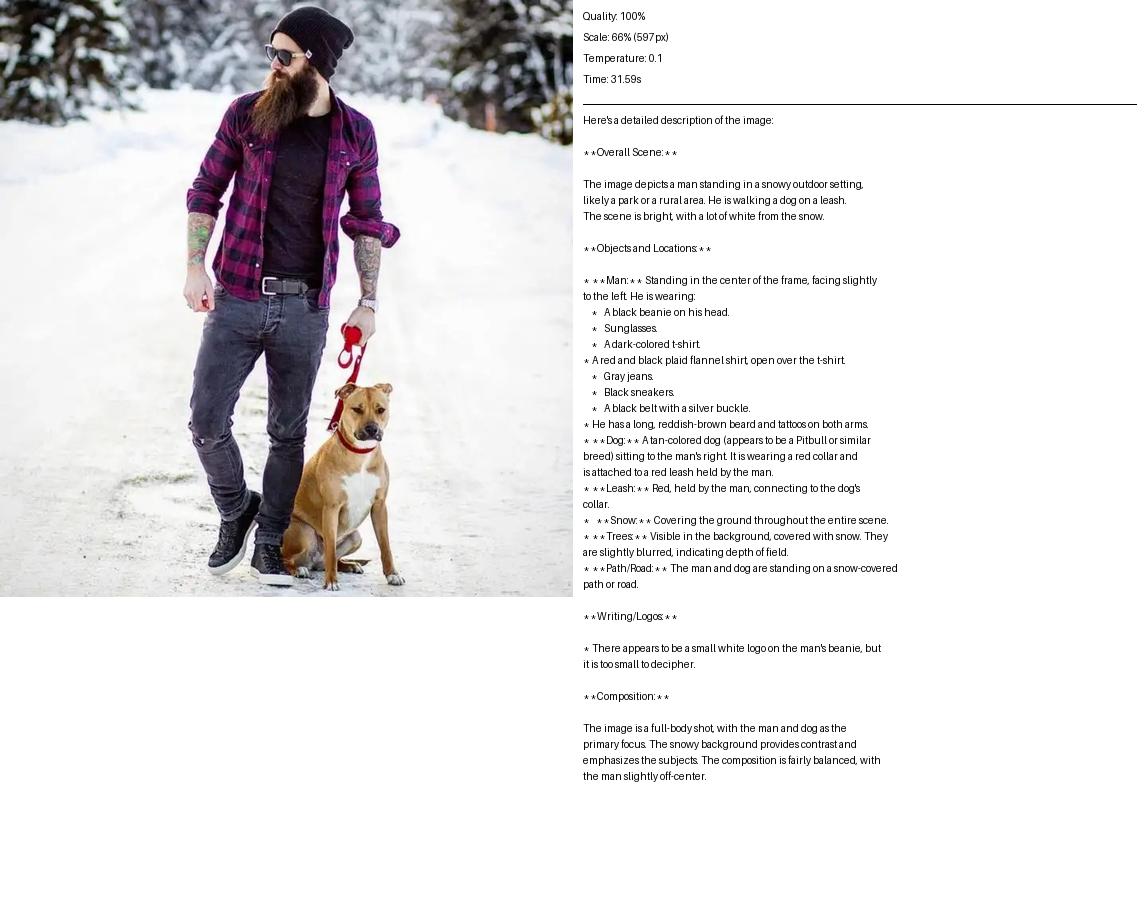 Quality: 100%
Scale: 66% (597px)
Temperature: 0.1
Time: 31.59s
Here's a detailed description of the image:
**Overall Scene:**
The image depicts a man standing in a snowy outdoor setting,
likely a park or a rural area. He is walking a dog on a leash.
The scene is bright, with a lot of white from the snow.
**Objects and Locations:**
* **Man:** Standing in the center of the frame, facing slightly
to the left. He is wearing:
* A black beanie on his head.
* Sunglasses.
* A dark-colored t-shirt.
* A red and black plaid flannel shirt, open over the t-shirt.
* Gray jeans.
* Black sneakers.
* A black belt with a silver buckle.
* He has a long, reddish-brown beard and tattoos on both arms.
* **Dog:** A tan-colored dog (appears to be a Pitbull or similar
breed) sitting to the man's right. It is wearing a red collar and
is attached to a red leash held by the man.
* **Leash:** Red, held by the man, connecting to the dog's
collar.
* **Snow:** Covering the ground throughout the entire scene.
* **Trees:** Visible in the background, covered with snow. They
are slightly blurred, indicating depth of field.
* **Path/Road:** The man and dog are standing on a snow-covered
path or road.
**Writing/Logos:**
* There appears to be a small white logo on the man's beanie, but
it is too small to decipher.
**Composition:**
The image is a full-body shot, with the man and dog as the
primary focus. The snowy background provides contrast and
emphasizes the subjects. The composition is fairly balanced, with
the man slightly off-center.